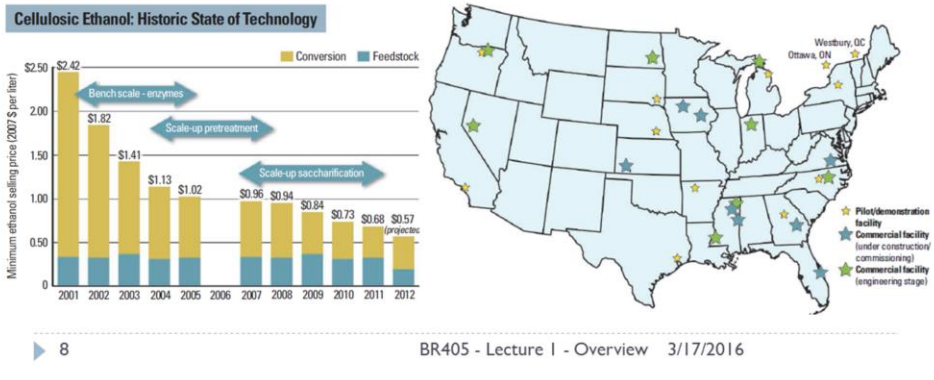 Cellulosic Ethanol: Historic State of Technology
Conversion
Feedstock
Minimum ethanol selling price (2007 $ per liter)
$2.50
2.00
1.50
1.00
0.50
0
$2.42
$1.82
$1.41
$1.13
$1.02
$0.96
$0.94
$0.84
$0.73
$0.68
$0.57
(projected
Bench scale - enzymes
Scale-up pretreatment
Scale-up saccharification
2001 2002 2003 2004 2005 2006 2007 2008 2009 2010 2011 2012
Westbury, QC
Ottawa, ON
Pilot/demonstration
facility
Commercial facility
(under construction/
commissioning)
Commercial facility
(engineering stage)
8
BR405 - Lecture 1 - Overview 3/17/2016